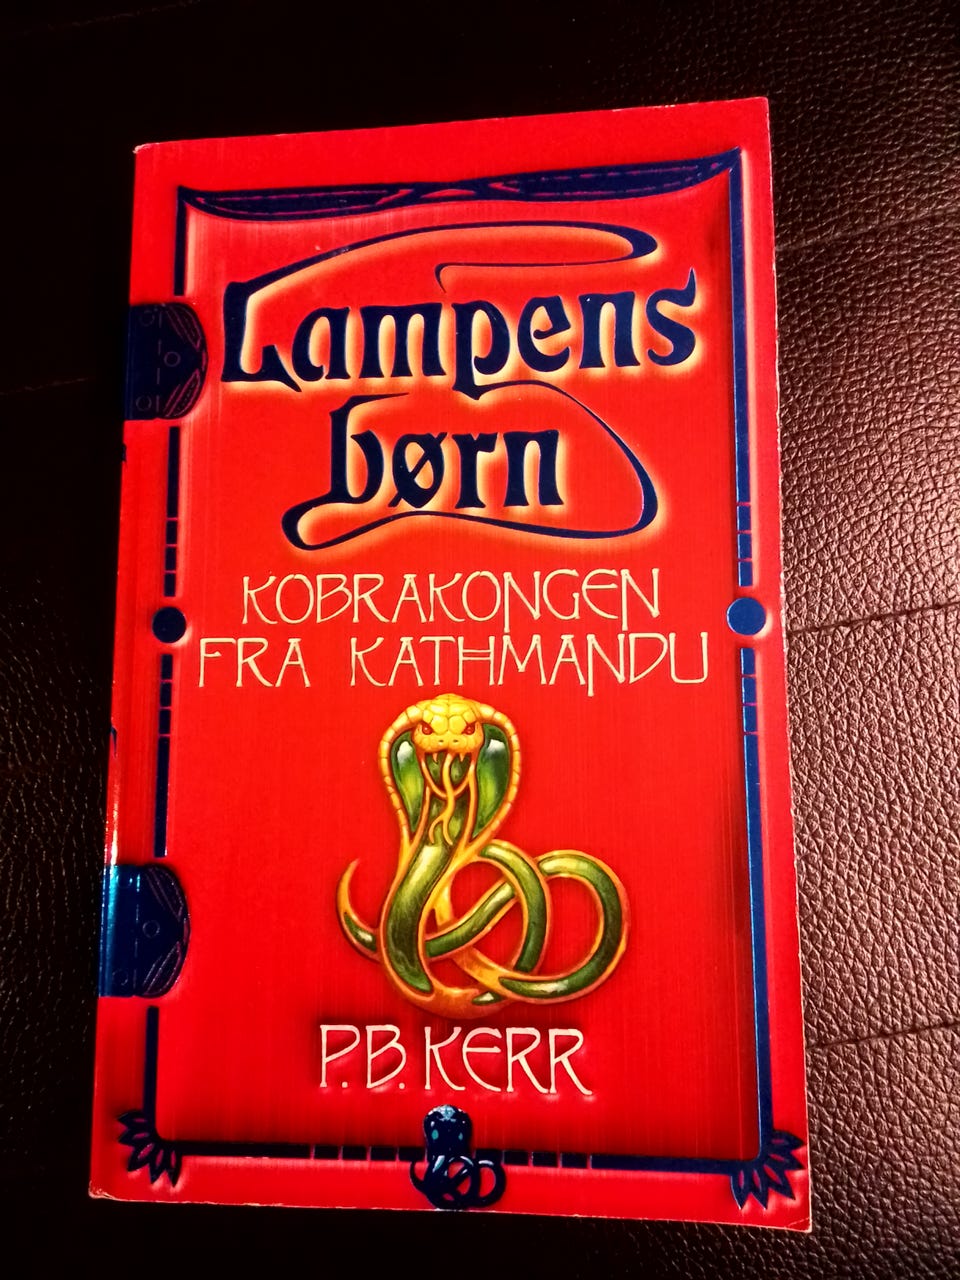 Lampens
børn
KOBRAKONGEN
FRA KATHMANDU
P.B. KERR